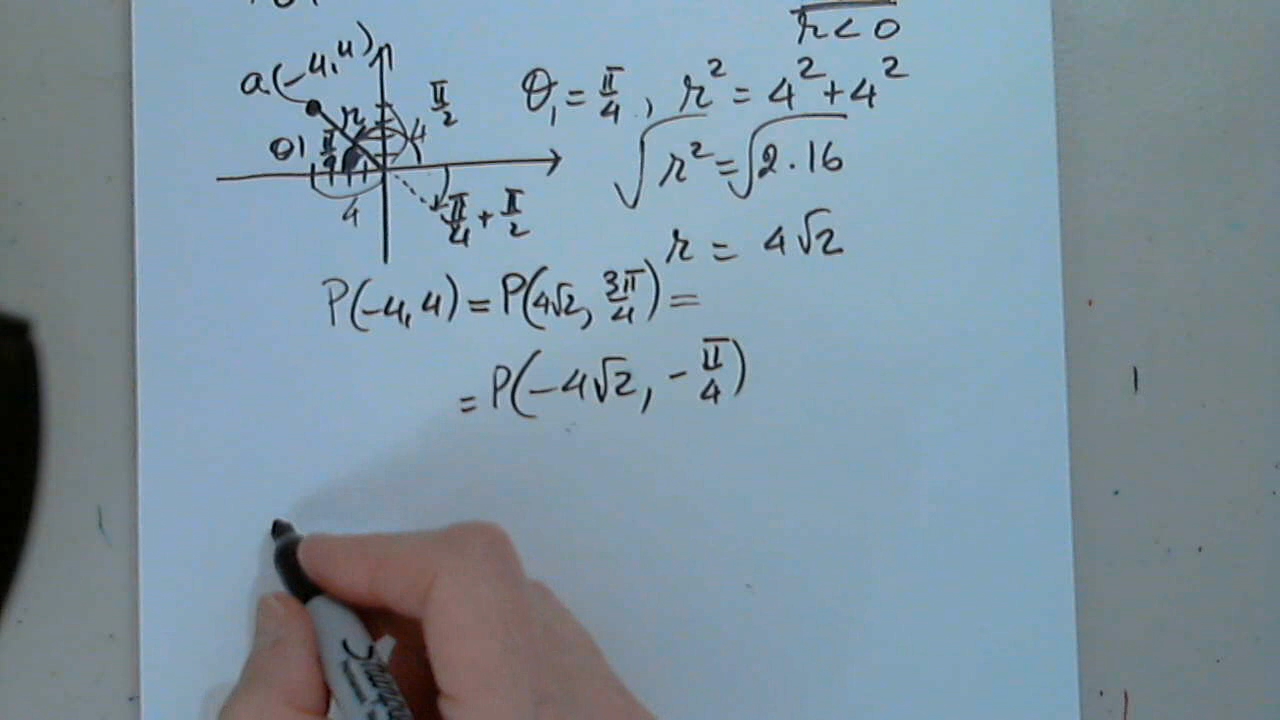 r < 0
a(-4,4)
π/2
θ₁ = π/4, r² = 4² + 4²
θ1 π/4
r
4
√r² = √2·16
4
π/4 + π/2
r = 4√2
P(-4,4) = P(4√2, 3π/4) =
= P(-4√2, -π/4)